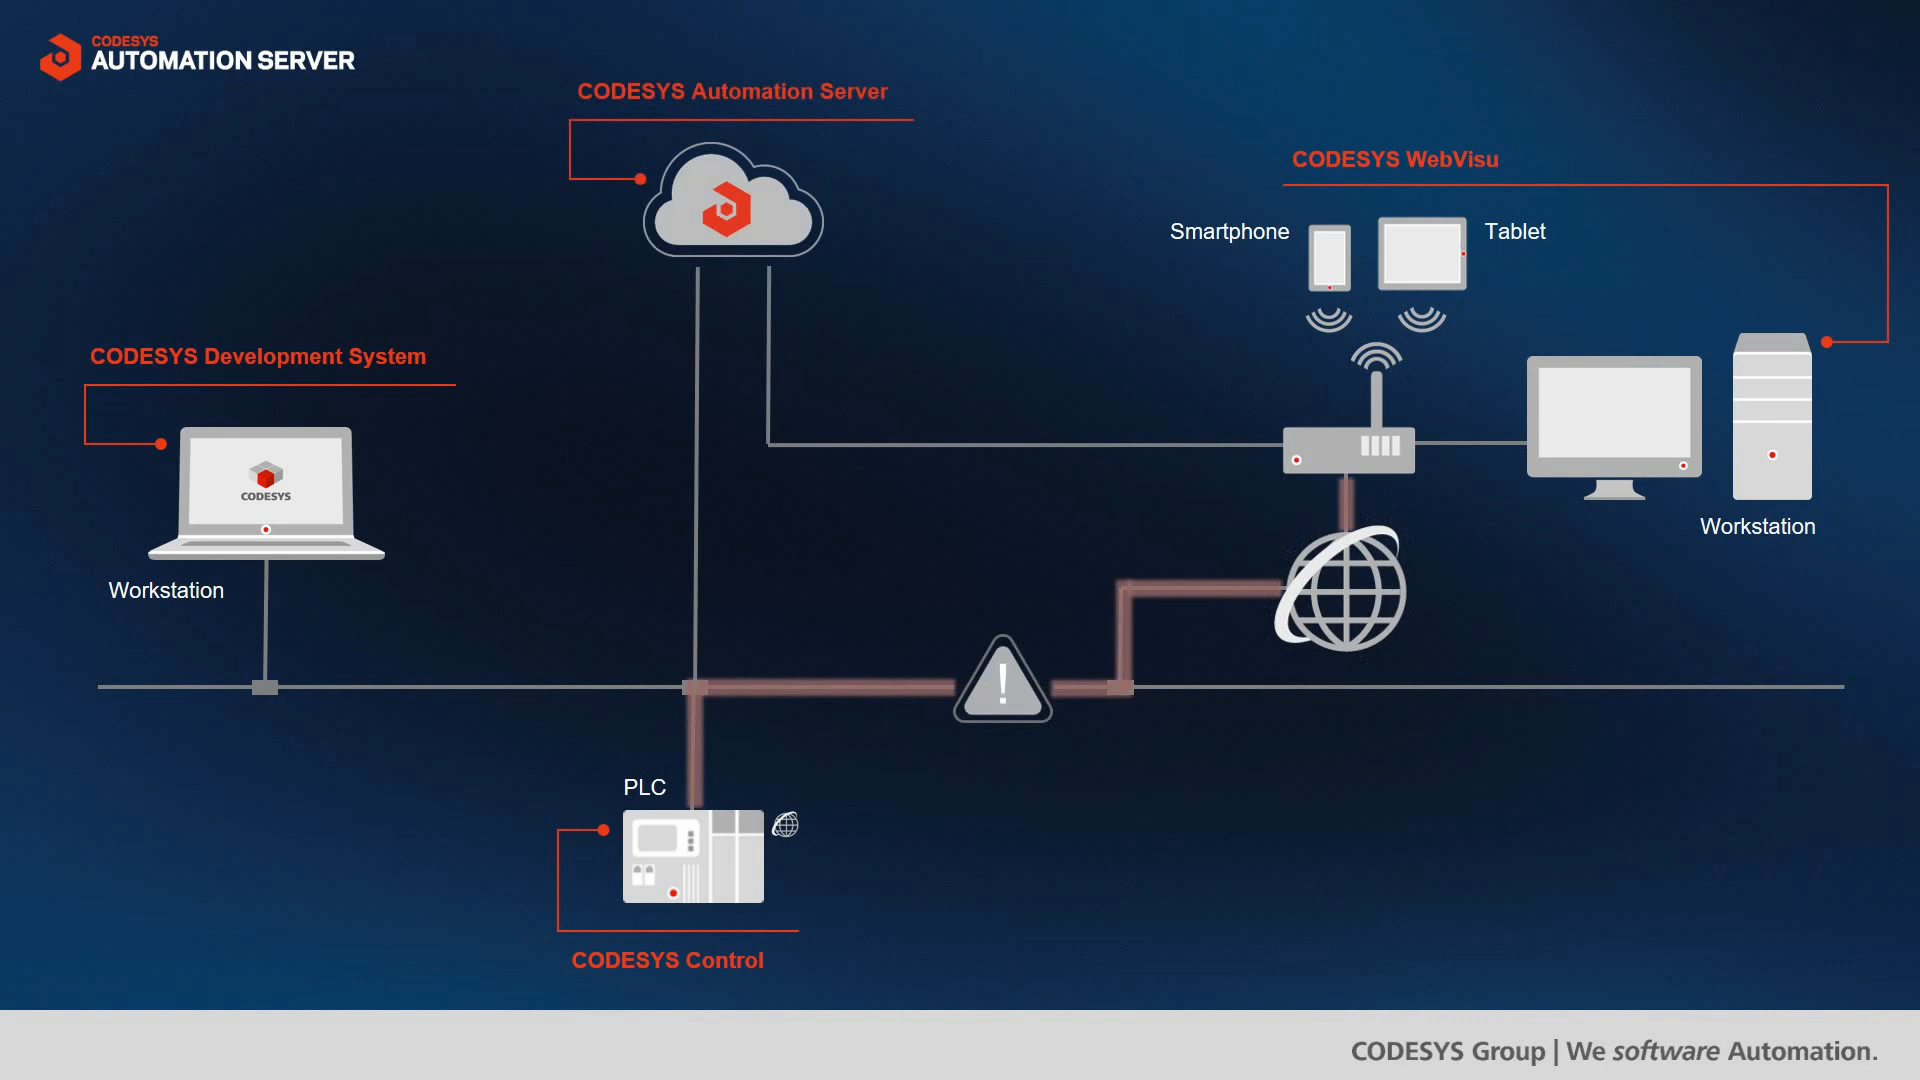 CODESYS
AUTOMATION SERVER
CODESYS Automation Server
CODESYS WebVisu
Smartphone
Tablet
CODESYS Development System
CODESYS
Workstation
Workstation
!
PLC
CODESYS Control
CODESYS Group | We software Automation.